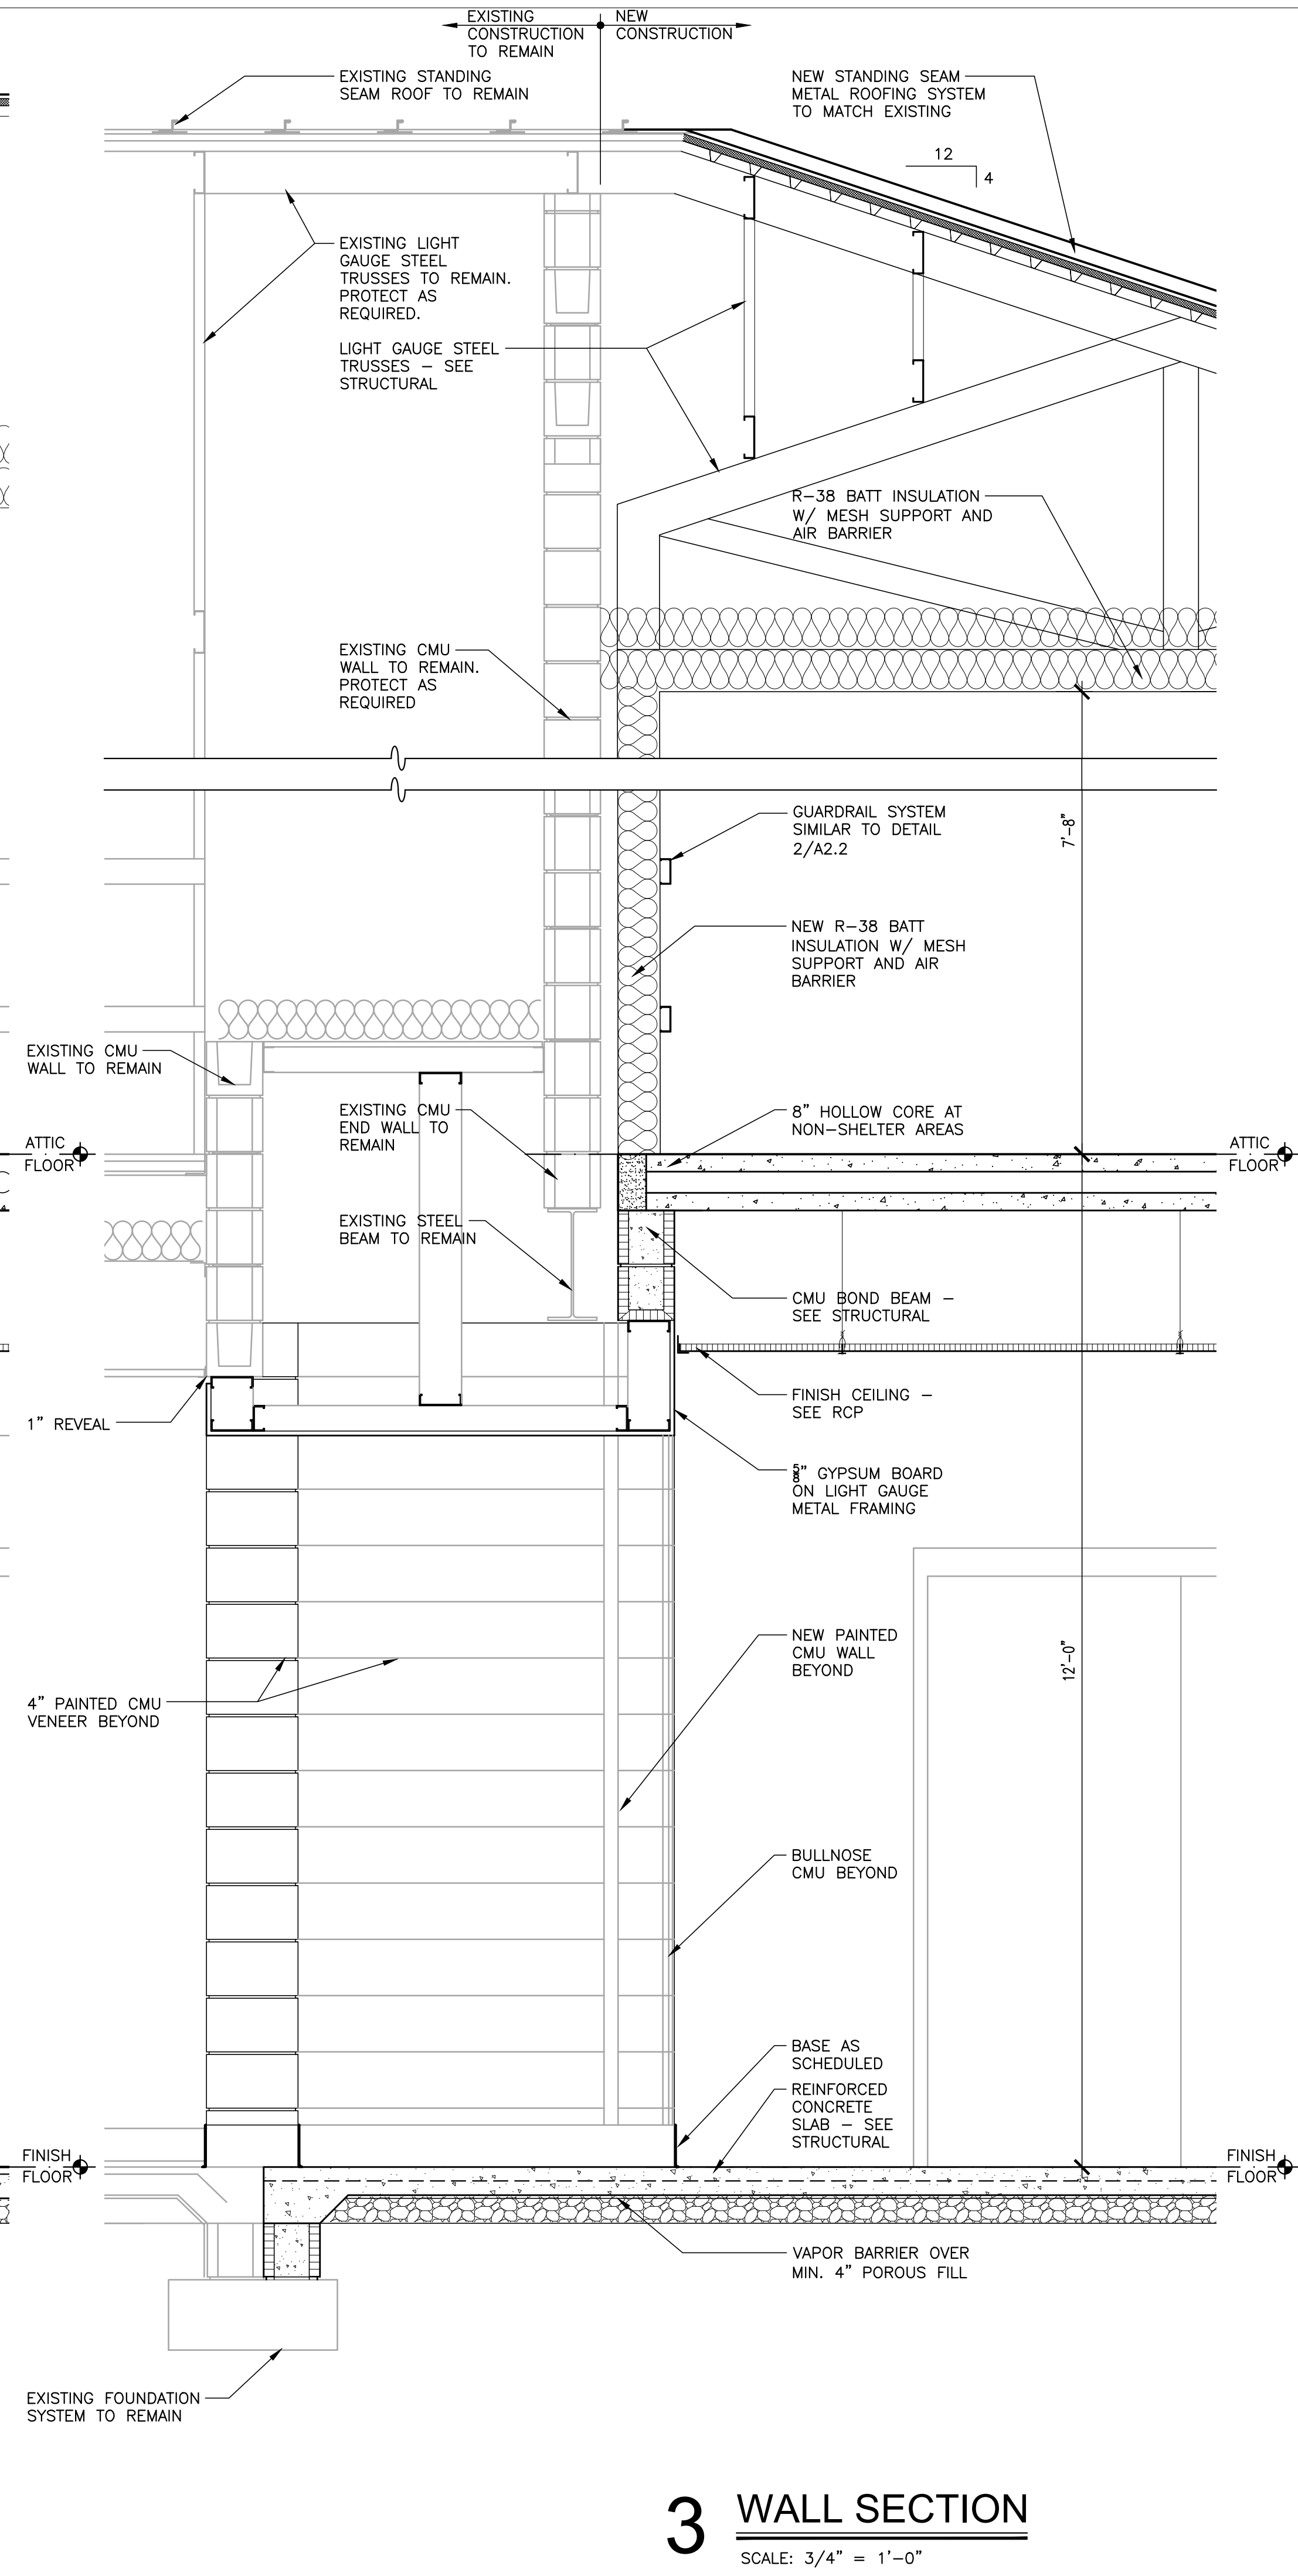 EXISTING
CONSTRUCTION
TO REMAIN
NEW
CONSTRUCTION
EXISTING STANDING
SEAM ROOF TO REMAIN
NEW STANDING SEAM
METAL ROOFING SYSTEM
TO MATCH EXISTING
12
4
EXISTING LIGHT
GAUGE STEEL
TRUSSES TO REMAIN.
PROTECT AS
REQUIRED.
LIGHT GAUGE STEEL
TRUSSES – SEE
STRUCTURAL
R–38 BATT INSULATION
W/ MESH SUPPORT AND
AIR BARRIER
EXISTING CMU
WALL TO REMAIN.
PROTECT AS
REQUIRED
7'-8"
GUARDRAIL SYSTEM
SIMILAR TO DETAIL
2/A2.2
NEW R–38 BATT
INSULATION W/ MESH
SUPPORT AND AIR
BARRIER
EXISTING CMU
WALL TO REMAIN
EXISTING CMU
END WALL TO
REMAIN
8" HOLLOW CORE AT
NON–SHELTER AREAS
ATTIC
FLOOR
ATTIC
FLOOR
EXISTING STEEL
BEAM TO REMAIN
CMU BOND BEAM –
SEE STRUCTURAL
1" REVEAL
FINISH CEILING –
SEE RCP
5/8" GYPSUM BOARD
ON LIGHT GAUGE
METAL FRAMING
NEW PAINTED
CMU WALL
BEYOND
12'-0"
4" PAINTED CMU
VENEER BEYOND
BULLNOSE
CMU BEYOND
BASE AS
SCHEDULED
REINFORCED
CONCRETE
SLAB – SEE
STRUCTURAL
FINISH
FLOOR
FINISH
FLOOR
VAPOR BARRIER OVER
MIN. 4" POROUS FILL
EXISTING FOUNDATION
SYSTEM TO REMAIN
3 WALL SECTION
SCALE: 3/4" = 1'-0"